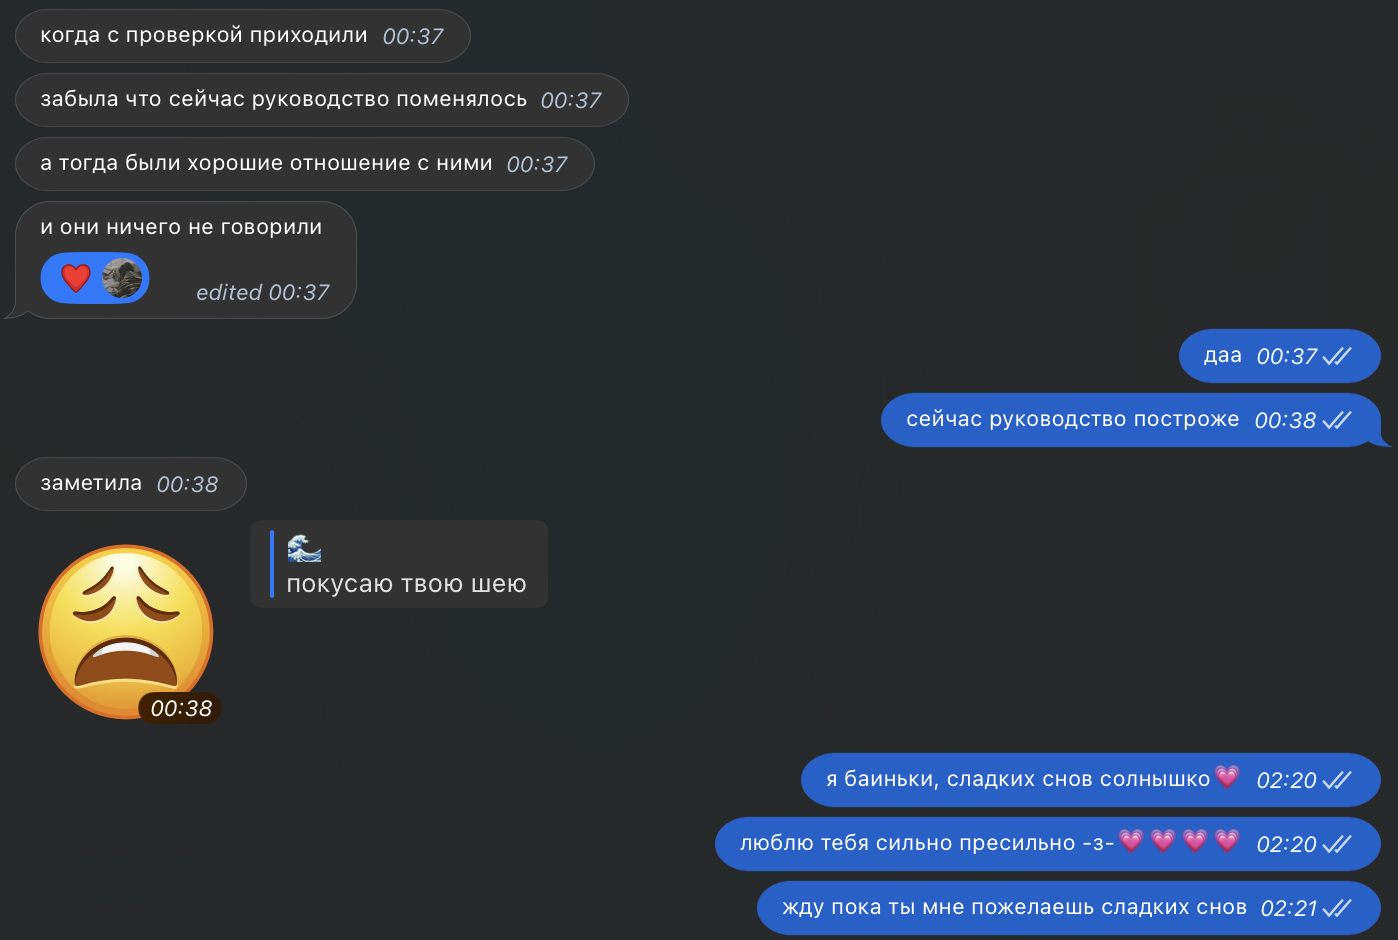 когда с проверкой приходили 00:37
забыла что сейчас руководство поменялось 00:37
а тогда были хорошие отношение с ними 00:37
и они ничего не говорили
edited 00:37
даа 00:37
сейчас руководство построже 00:38
заметила 00:38
покусаю твою шею
00:38
я баиньки, сладких снов солнышко💗 02:20
люблю тебя сильно пресильно -з-💗💗💗💗 02:20
жду пока ты мне пожелаешь сладких снов 02:21